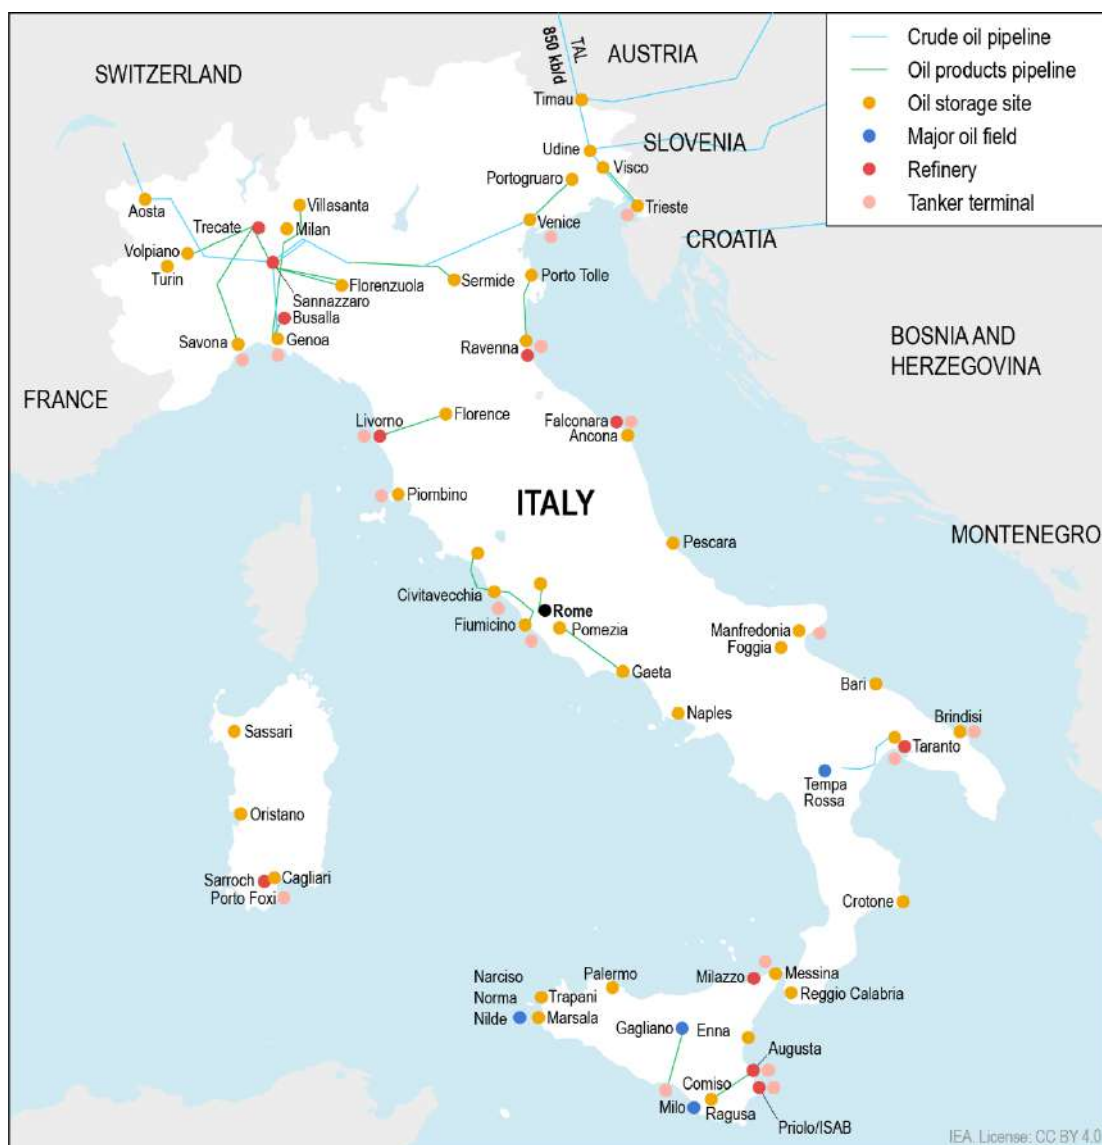 SWITZERLAND
TAL
850 kb/d
AUSTRIA
Crude oil pipeline
Oil products pipeline
Oil storage site
Major oil field
Refinery
Tanker terminal
Timau
Udine
SLOVENIA
Visco
Portogruaro
Trieste
Aosta
Villasanta
Trecate
Milan
Venice
CROATIA
Volpiano
Turin
Florenzuola
Sermide
Porto Tolle
Sannazzaro
Busalla
Savona
Genoa
Ravenna
BOSNIA AND
HERZEGOVINA
FRANCE
Livorno
Florence
Falconara
Ancona
Piombino
ITALY
MONTENEGRO
Pescara
Civitavecchia
Rome
Fiumicino
Pomezia
Manfredonia
Foggia
Gaeta
Bari
Naples
Brindisi
Sassari
Taranto
Tempa
Rossa
Oristano
Sarroch
Cagliari
Porto Foxi
Crotone
Narciso
Palermo
Milazzo
Messina
Norma
Trapani
Reggio Calabria
Nilde
Marsala
Gagliano
Enna
Augusta
Comiso
Milo
Ragusa
Priolo/ISAB
IEA. License: CC BY 4.0